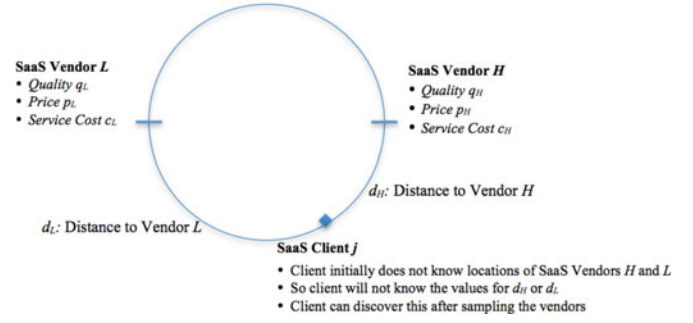 SaaS Vendor L
• Quality qL
• Price pL
• Service Cost cL
SaaS Vendor H
• Quality qH
• Price pH
• Service Cost cH
dH: Distance to Vendor H
dL: Distance to Vendor L
SaaS Client j
• Client initially does not know locations of SaaS Vendors H and L
• So client will not know the values for dH or dL
• Client can discover this after sampling the vendors